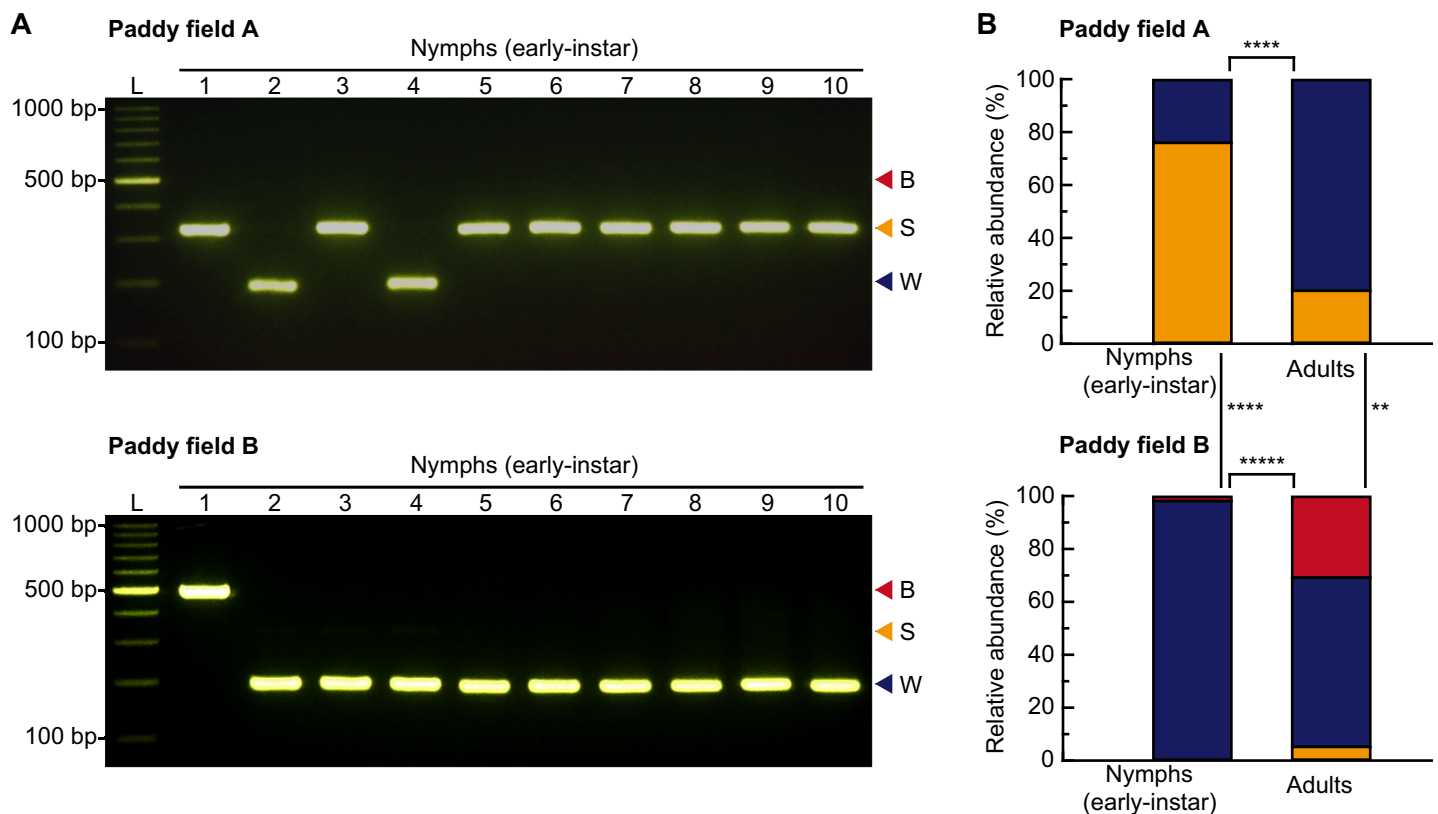 A
Paddy field A
Nymphs (early-instar)
L 1 2 3 4 5 6 7 8 9 10
1000 bp
500 bp
100 bp
B
S
W
Paddy field B
Nymphs (early-instar)
L 1 2 3 4 5 6 7 8 9 10
1000 bp
500 bp
100 bp
B
S
W
B
Paddy field A
****
Relative abundance (%)
100
80
60
40
20
0
Nymphs
(early-instar)
Adults
****
**
Paddy field B
*****
Relative abundance (%)
100
80
60
40
20
0
Nymphs
(early-instar)
Adults